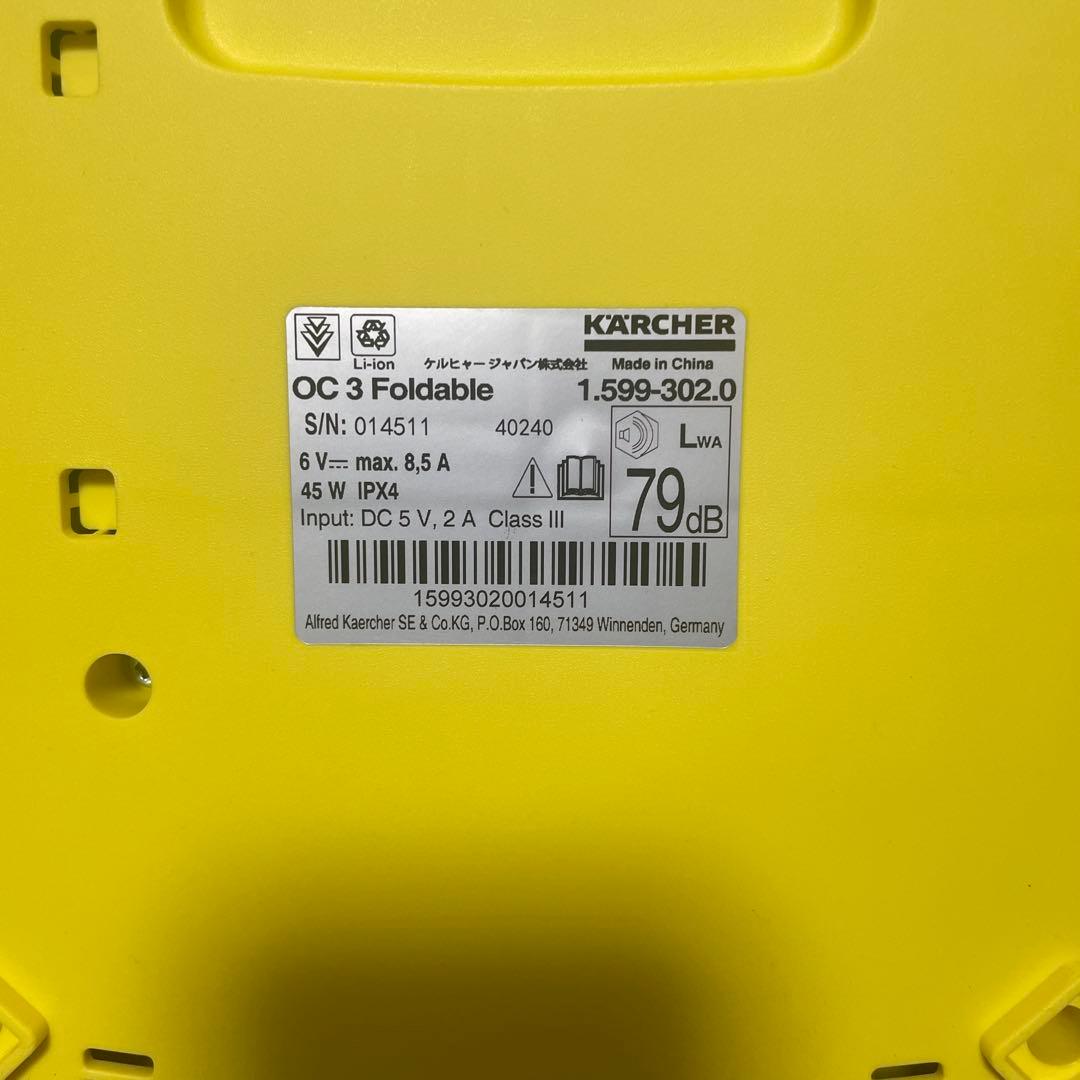 KÄRCHER
Li-ion ケルヒャー ジャパン株式会社 Made in China
OC 3 Foldable 1.599-302.0
S/N: 014511 40240
6 V⎓ max. 8,5 A
45 W IPX4
LWA
79dB
Input: DC 5 V, 2 A Class III
15993020014511
Alfred Kaercher SE & Co.KG, P.O.Box 160, 71349 Winnenden, Germany